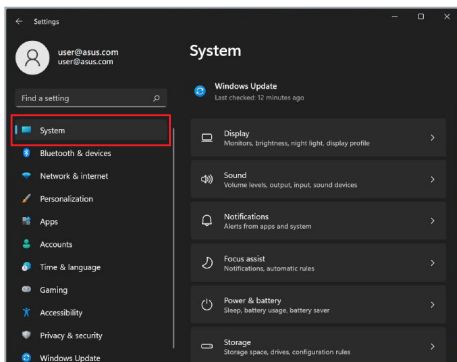 Settings
user@asus.com
user@asus.com
Find a setting
System
Bluetooth & devices
Network & internet
Personalization
Apps
Accounts
Time & language
Gaming
Accessibility
Privacy & security
Windows Update
System
Windows Update
Last checked: 12 minutes ago
Display
Monitors, brightness, night light, display profile
Sound
Volume levels, output, input, sound devices
Notifications
Alerts from apps and system
Focus assist
Notifications, automatic rules
Power & battery
Sleep, battery usage, battery saver
Storage
Storage space, drives, configuration rules